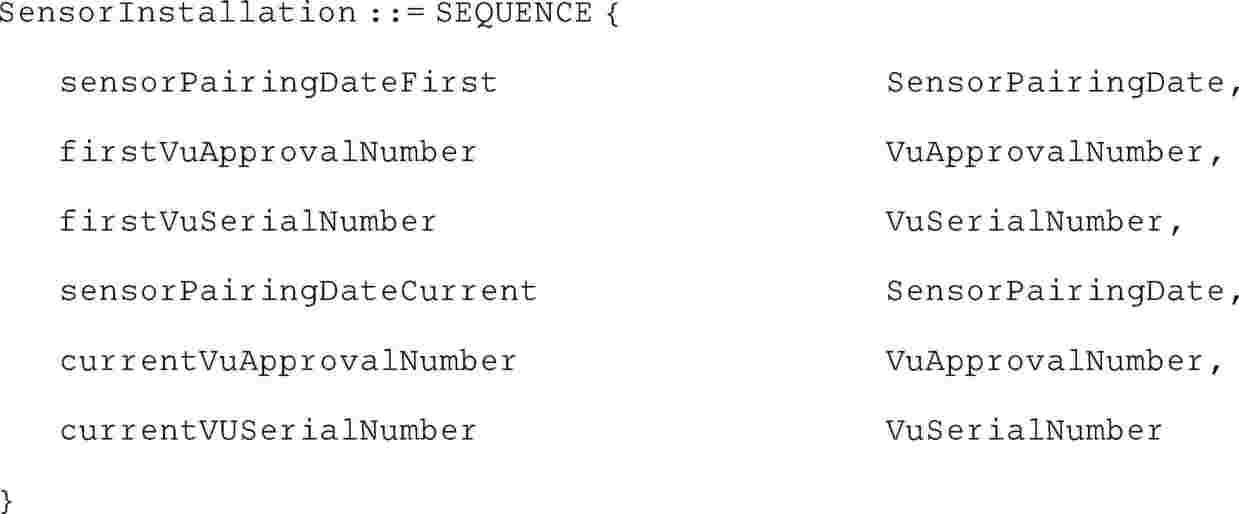 SensorInstallation ::= SEQUENCE {
sensorPairingDateFirst SensorPairingDate,
firstVuApprovalNumber VuApprovalNumber,
firstVuSerialNumber VuSerialNumber,
sensorPairingDateCurrent SensorPairingDate,
currentVuApprovalNumber VuApprovalNumber,
currentVUSerialNumber VuSerialNumber
}